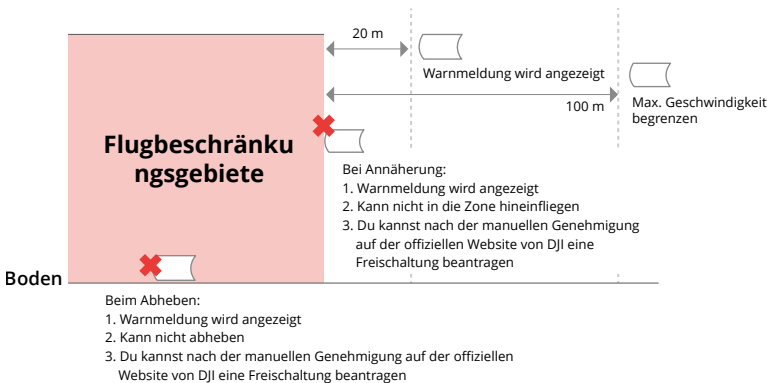 20 m
Warnmeldung wird angezeigt
100 m
Max. Geschwindigkeit
begrenzen
Flugbeschränku
ngsgebiete
Bei Annäherung:
1. Warnmeldung wird angezeigt
2. Kann nicht in die Zone hineinfliegen
3. Du kannst nach der manuellen Genehmigung
auf der offiziellen Website von DJI eine
Freischaltung beantragen
Boden
Beim Abheben:
1. Warnmeldung wird angezeigt
2. Kann nicht abheben
3. Du kannst nach der manuellen Genehmigung auf der offiziellen
Website von DJI eine Freischaltung beantragen